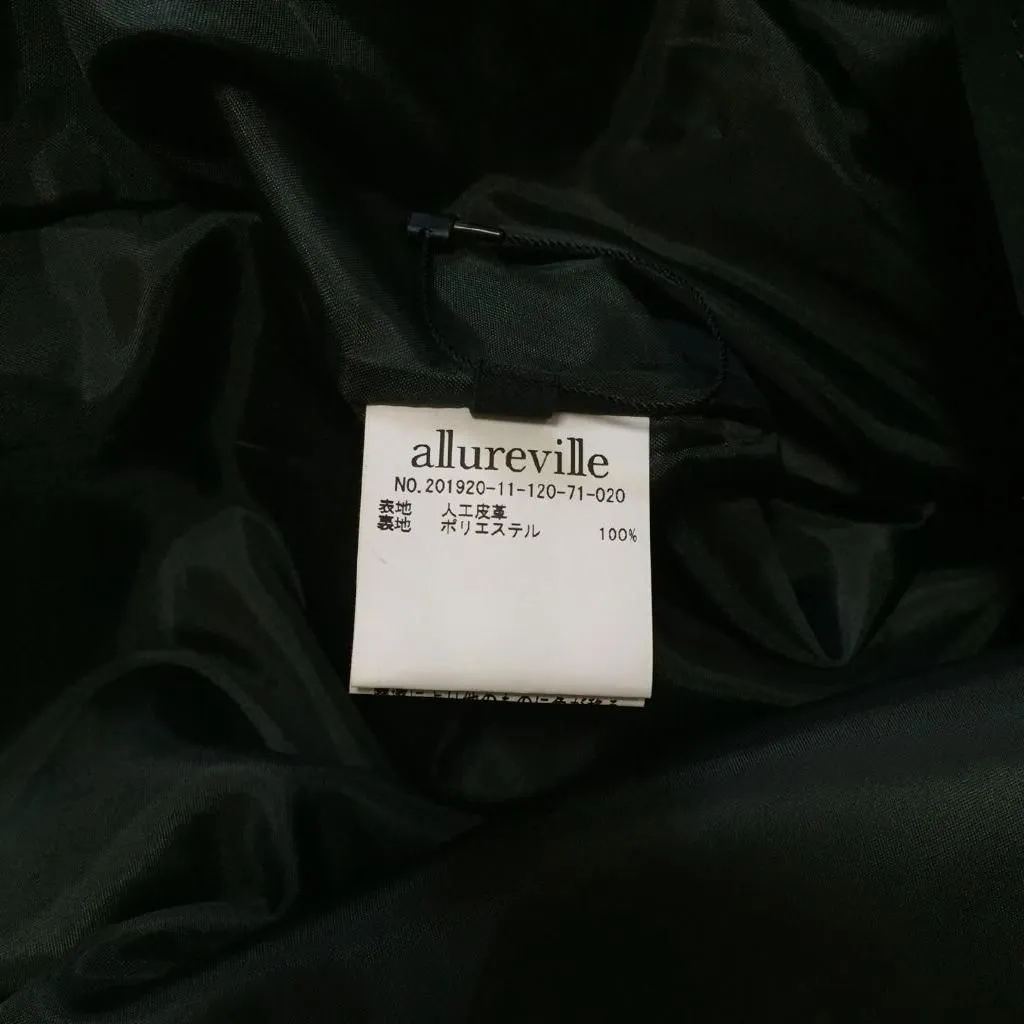 allureville
NO.201920-11-120-71-020
表地 人工皮革
裏地 ポリエステル 100%